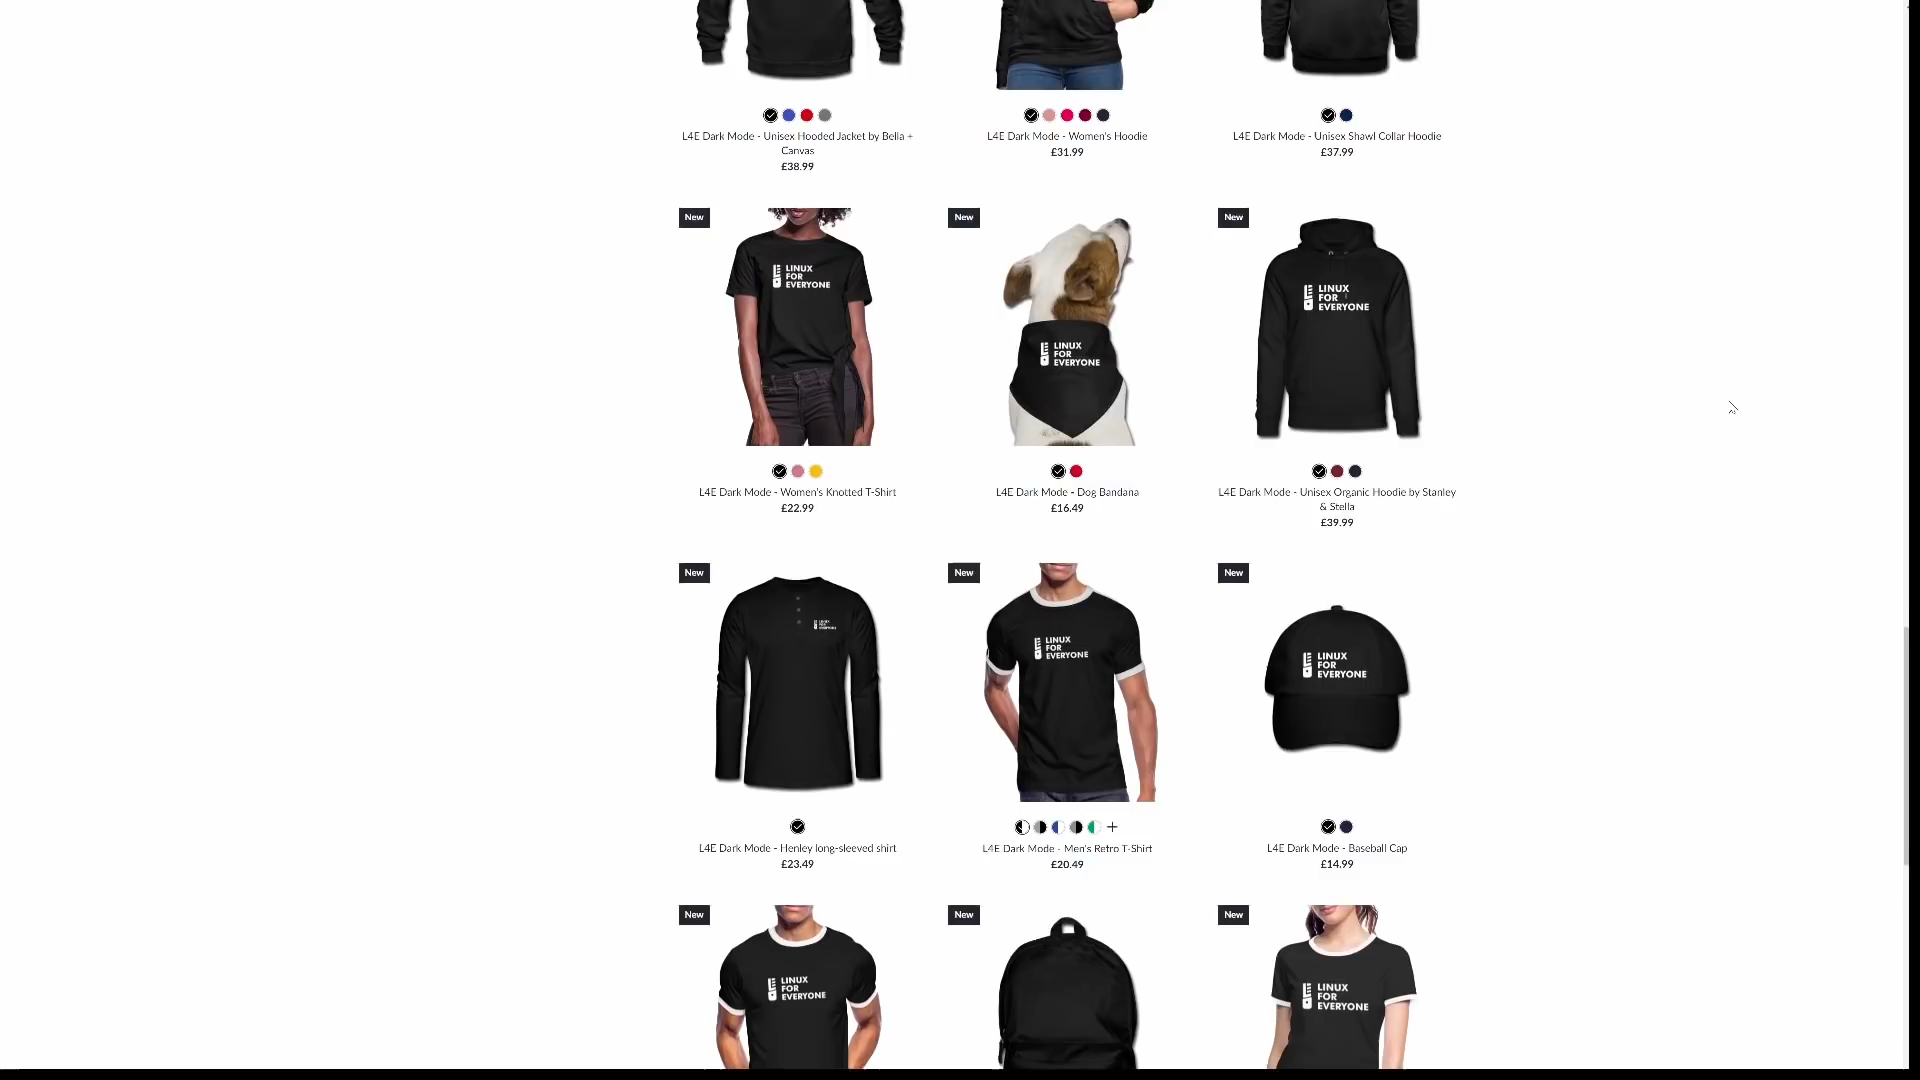 L4E Dark Mode - Unisex Hooded Jacket by Bella +
Canvas
£38.99
L4E Dark Mode - Women's Hoodie
£31.99
L4E Dark Mode - Unisex Shawl Collar Hoodie
£37.99
New
LINUX
FOR
EVERYONE
L4E Dark Mode - Women's Knotted T-Shirt
£22.99
New
LINUX
FOR
EVERYONE
L4E Dark Mode - Dog Bandana
£16.49
New
LINUX
FOR
EVERYONE
L4E Dark Mode - Unisex Organic Hoodie by Stanley
& Stella
£39.99
New
LINUX
FOR
EVERYONE
L4E Dark Mode - Henley long-sleeved shirt
£23.49
New
LINUX
FOR
EVERYONE
L4E Dark Mode - Men's Retro T-Shirt
£20.49
New
LINUX
FOR
EVERYONE
L4E Dark Mode - Baseball Cap
£14.99
New
LINUX
FOR
EVERYONE
New
New
LINUX
FOR
EVERYONE